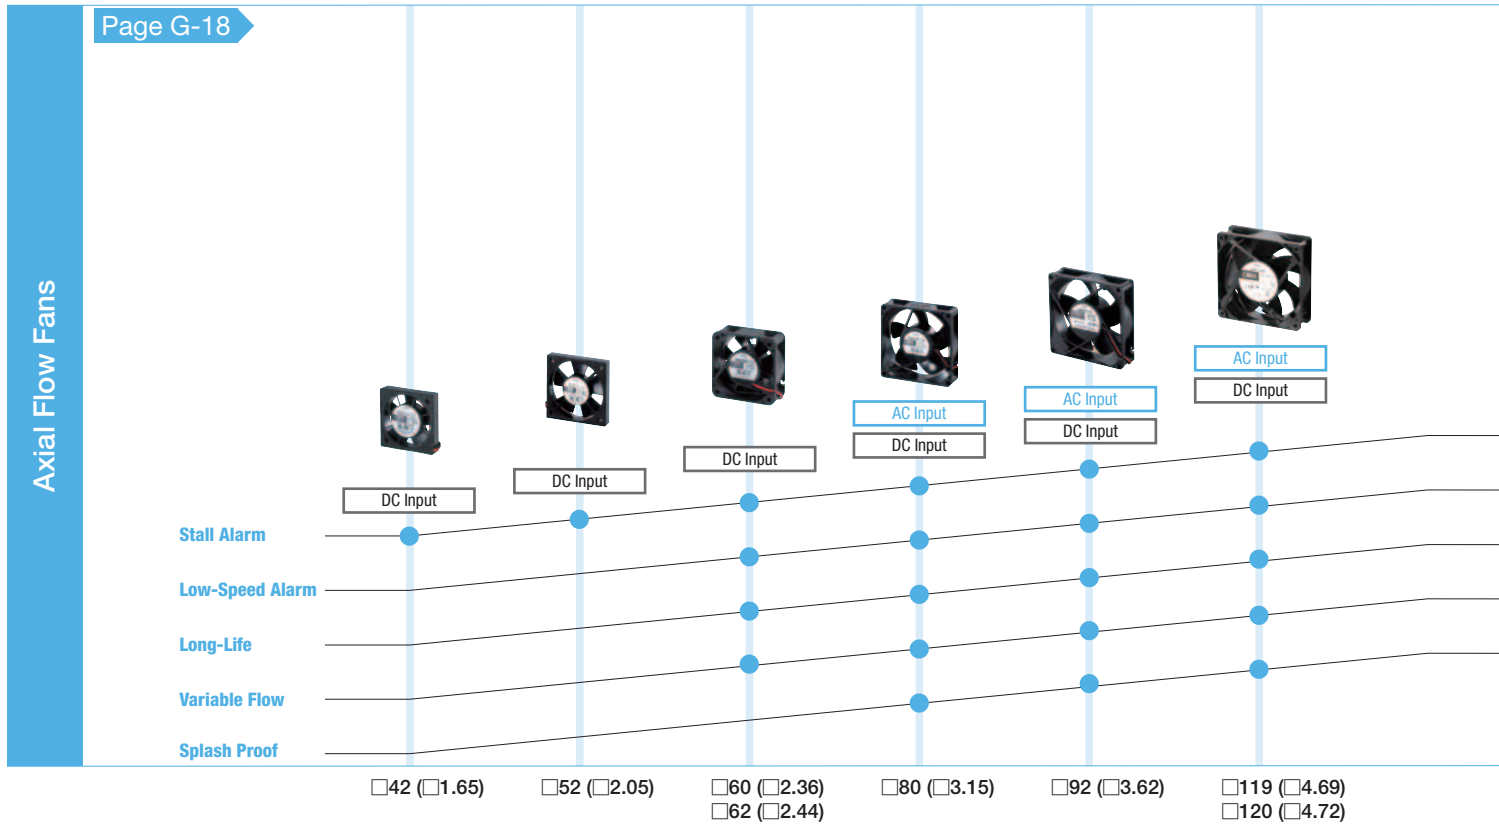 Page G-18
Axial Flow Fans
AC Input
DC Input
AC Input
DC Input
AC Input
DC Input
DC Input
DC Input
DC Input
Stall Alarm
Low-Speed Alarm
Long-Life
Variable Flow
Splash Proof
□42 (□1.65)
□52 (□2.05)
□60 (□2.36)
□62 (□2.44)
□80 (□3.15)
□92 (□3.62)
□119 (□4.69)
□120 (□4.72)